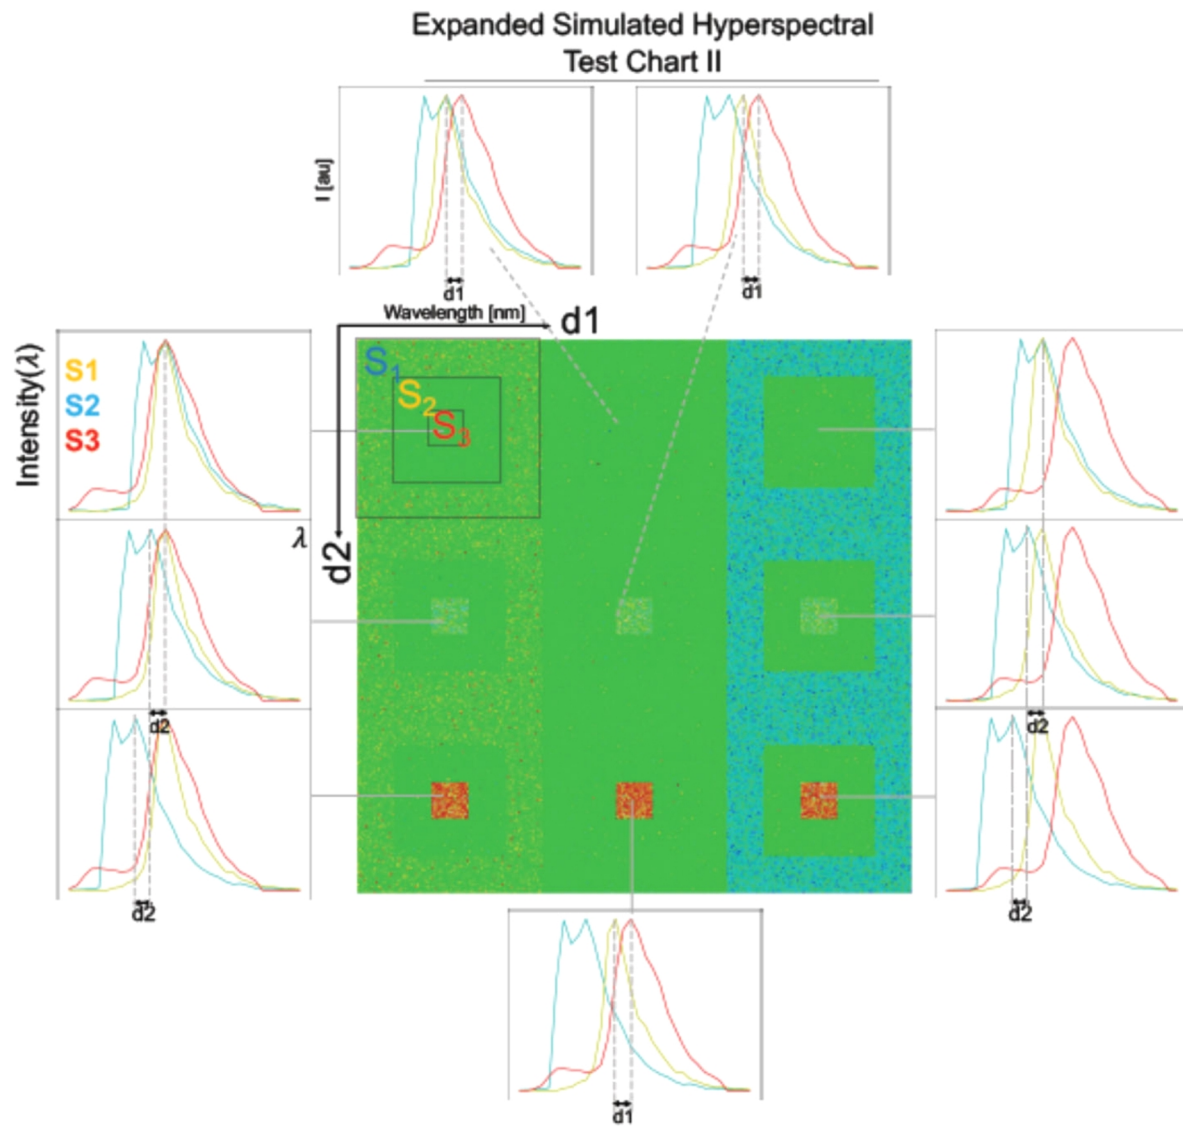 Expanded Simulated Hyperspectral
Test Chart II
I [au]
d1
d1
Wavelength [nm]
d1
Intensity(λ)
S1
S2
S3
S1
S2
S3
λ
d2
d2
d2
d2
d2
d1